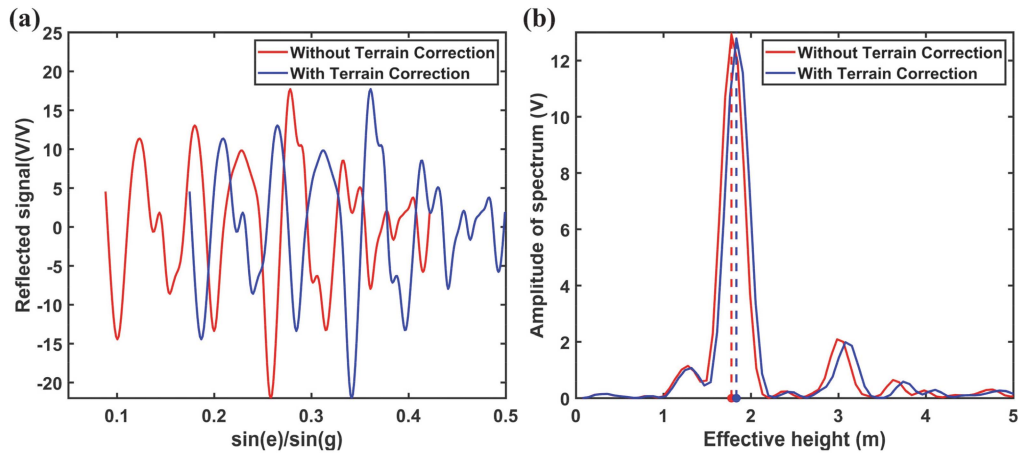 (a)
25
20
15
10
5
0
-5
-10
-15
-20
Reflected signal(V/V)
Without Terrain Correction
With Terrain Correction
0.1 0.2 0.3 0.4 0.5
sin(e)/sin(g)
(b)
12
10
8
6
4
2
0
Amplitude of spectrum (V)
Without Terrain Correction
With Terrain Correction
0 1 2 3 4 5
Effective height (m)